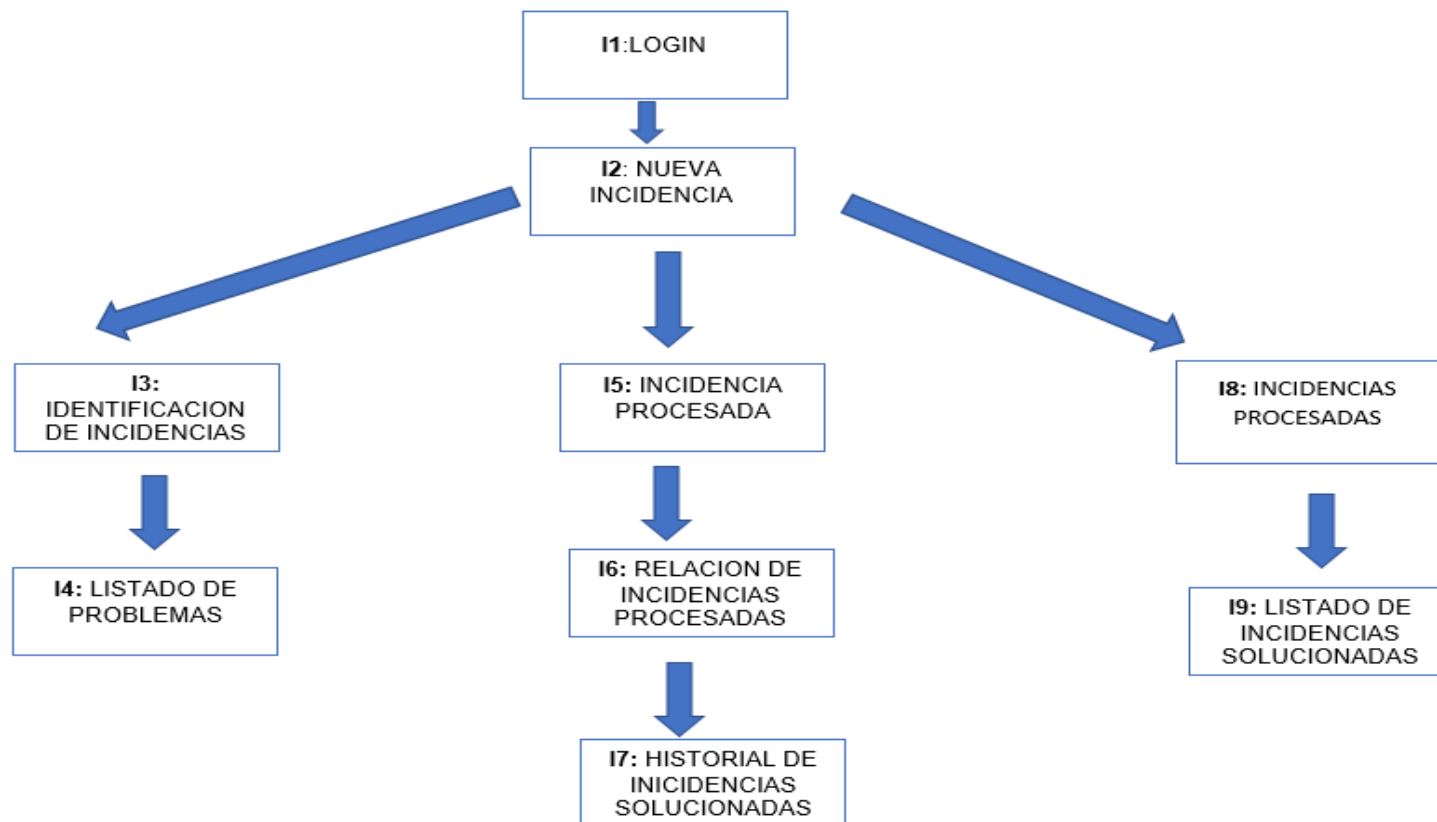 I1:LOGIN
I2: NUEVA
INCIDENCIA
I3:
IDENTIFICACION
DE INCIDENCIAS
I5: INCIDENCIA
PROCESADA
I8: INCIDENCIAS
PROCESADAS
I4: LISTADO DE
PROBLEMAS
I6: RELACION DE
INCIDENCIAS
PROCESADAS
I9: LISTADO DE
INCIDENCIAS
SOLUCIONADAS
I7: HISTORIAL DE
INICIDENCIAS
SOLUCIONADAS